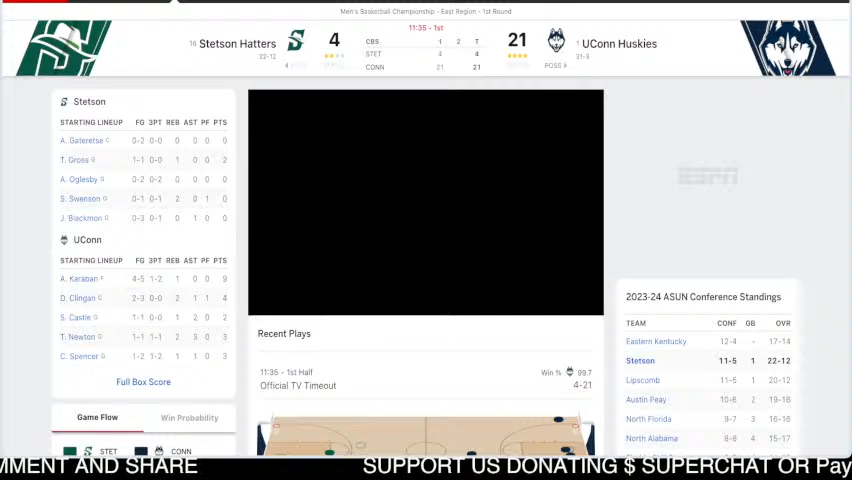 Men's Basketball Championship - East Region - 1st Round
16 Stetson Hatters
22-12
4
11:35 - 1st
CBS 1 2 T
STET 4 4
CONN 21 21
21
1 UConn Huskies
31-3
POSS
Stetson
STARTING LINEUP FG 3PT REB AST PF PTS
A. Gateretse C 0-2 0-0 0 0 0 0
T. Gross G 1-1 0-0 1 0 0 2
A. Oglesby G 0-2 0-2 0 0 0 0
S. Swenson G 0-1 0-1 2 0 1 0
J. Blackmon G 0-3 0-1 0 1 0 0
UConn
STARTING LINEUP FG 3PT REB AST PF PTS
A. Karaban F 4-5 1-2 1 0 0 9
D. Clingan C 2-3 0-0 2 1 1 4
S. Castle G 1-1 0-0 1 2 0 2
T. Newton G 1-1 1-1 2 3 0 3
C. Spencer G 1-2 1-2 1 1 0 3
Full Box Score
Game Flow
Win Probability
STET CONN
Recent Plays
11:35 - 1st Half
Win % 99.7
Official TV Timeout
4-21
ESPN
2023-24 ASUN Conference Standings
TEAM CONF GB OVR
Eastern Kentucky 12-4 - 17-14
Stetson 11-5 1 22-12
Lipscomb 11-5 1 20-12
Austin Peay 10-6 2 19-16
North Florida 9-7 3 16-16
North Alabama 8-8 4 15-17
MMENT AND SHARE
SUPPORT US DONATING $ SUPERCHAT OR Pay